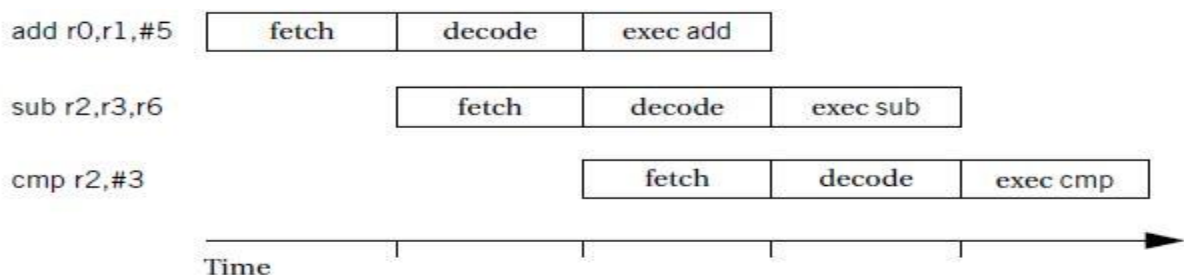 add r0,r1,#5 fetch decode exec add
sub r2,r3,r6 fetch decode exec sub
cmp r2,#3 fetch decode exec cmp
Time